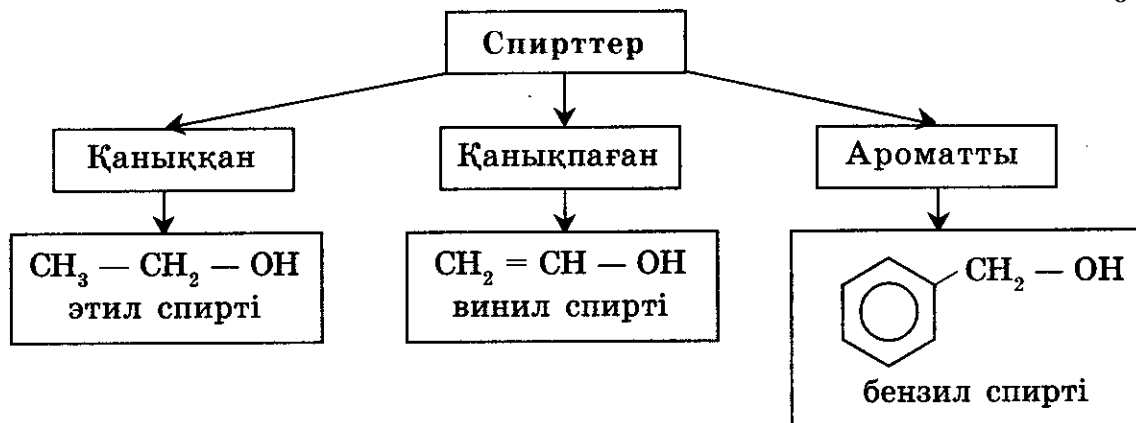 Спирттер
Қаныққан
Қанықпаған
Ароматты
CH₃ — CH₂ — OH
этил спирті
CH₂ = CH — OH
винил спирті
CH₂ — OH
бензил спирті